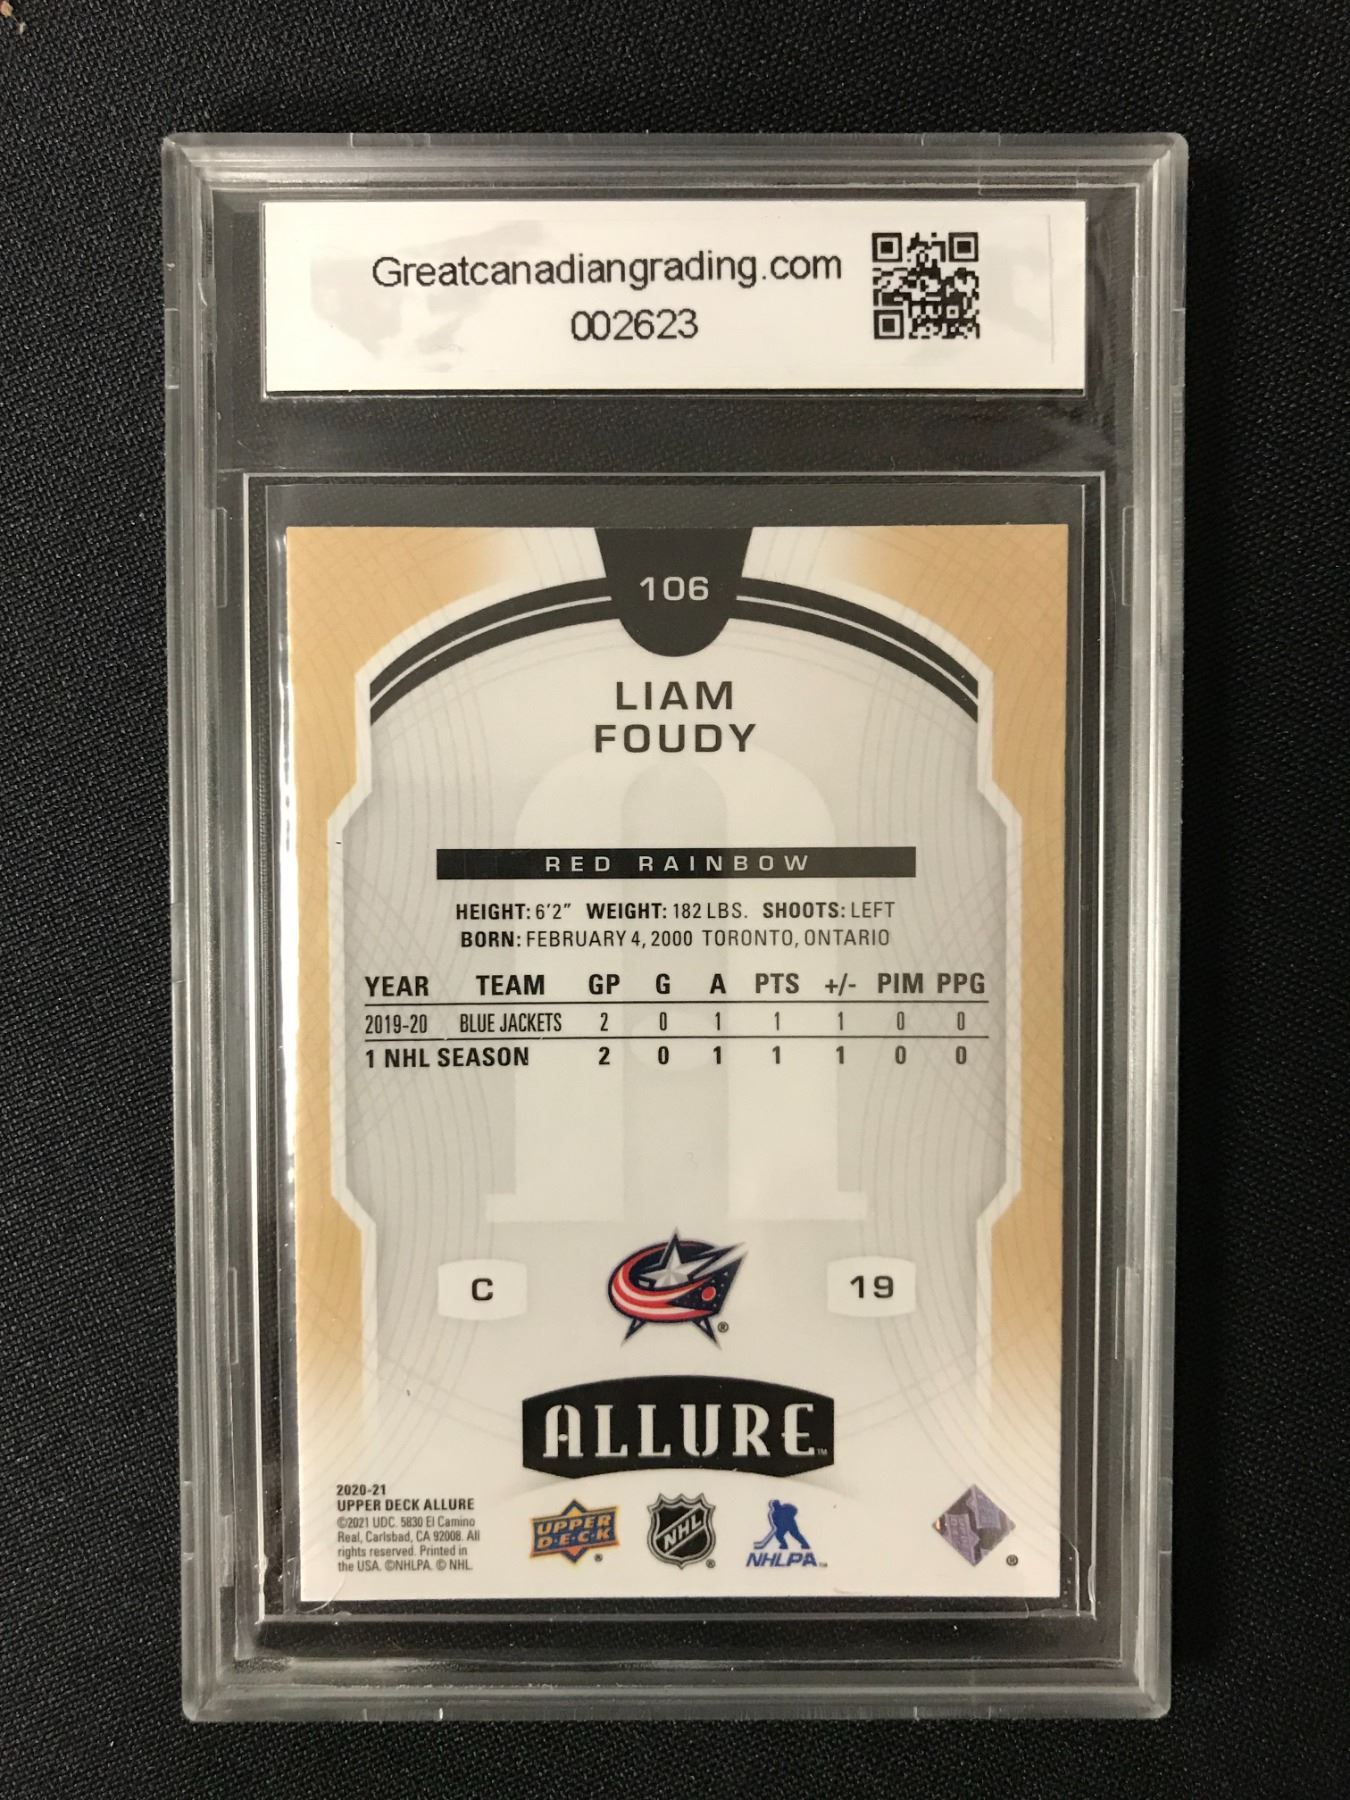 Greatcanadiangrading.com
002623
106
LIAM
FOUDY
RED RAINBOW
HEIGHT: 6'2" WEIGHT: 182 LBS. SHOOTS: LEFT
BORN: FEBRUARY 4, 2000 TORONTO, ONTARIO
YEAR TEAM GP G A PTS +/- PIM PPG
2019-20 BLUE JACKETS 2 0 1 1 1 0 0
1 NHL SEASON 2 0 1 1 1 0 0
C
®
19
ALLURE™
2020-21
UPPER DECK ALLURE
©2021 UDC. 5830 El Camino
Real, Carlsbad, CA 92008. All
rights reserved. Printed in
the USA. ©NHLPA. © NHL.
UPPER
D·E·C·K
®
NHL
®
NHLPA™
®